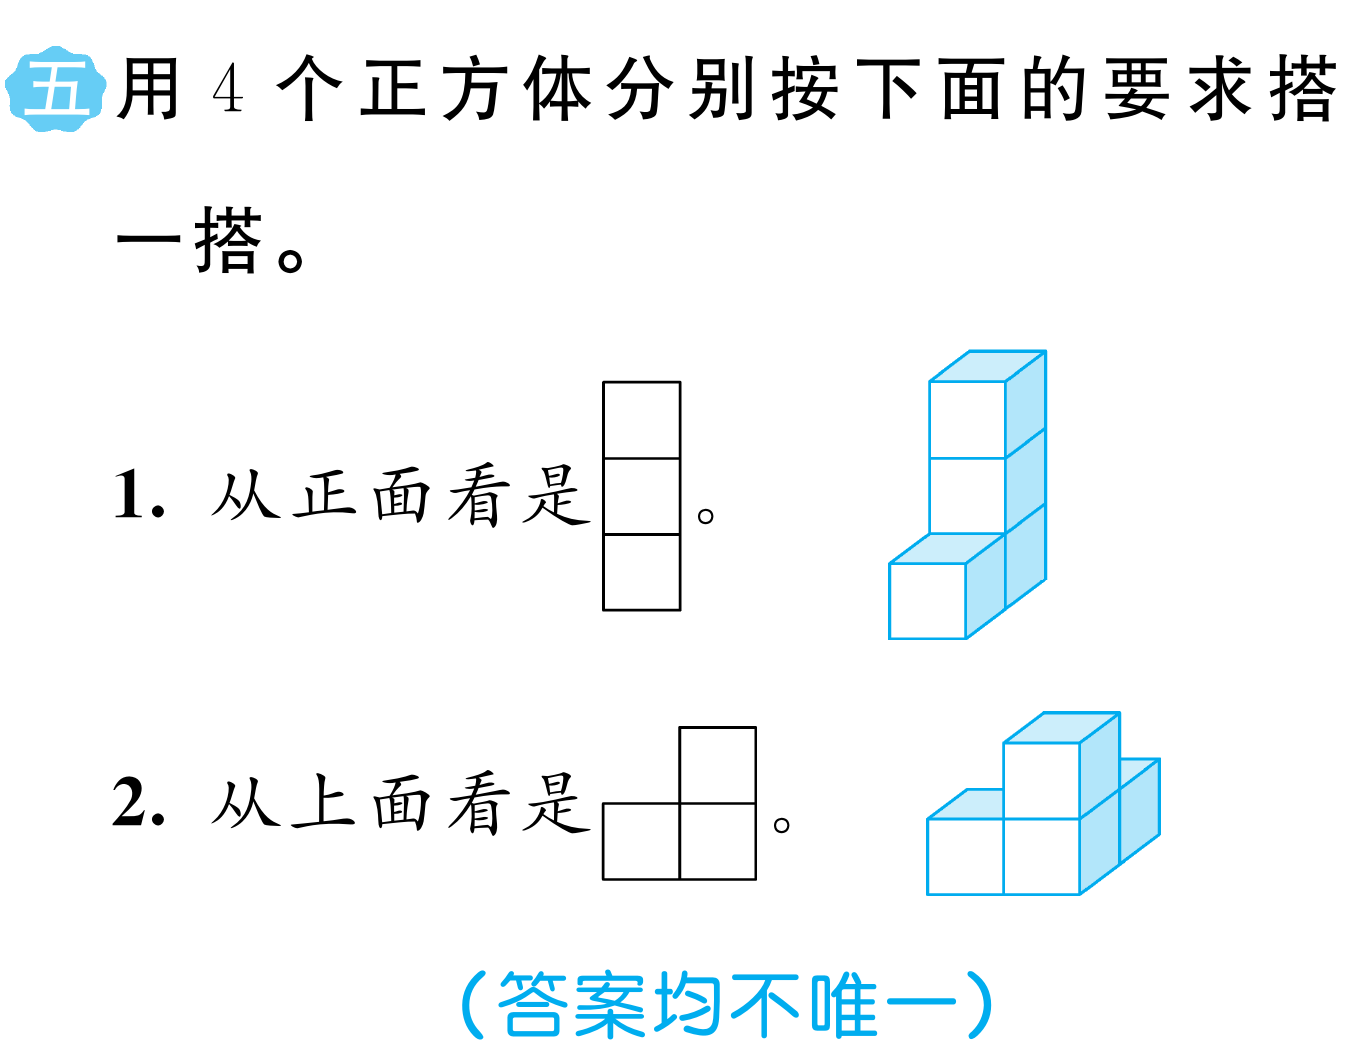 五 用 4 个正方体分别按下面的要求搭
一搭。
1. 从正面看是。
2. 从上面看是。
(答案均不唯一)